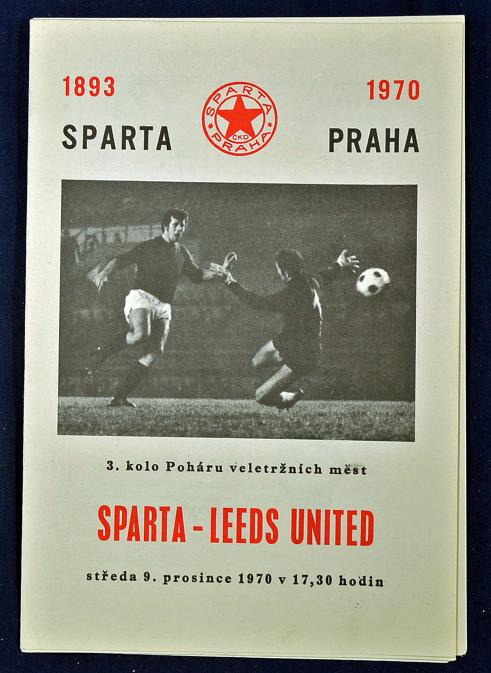 1893
1970
SPARTA
PRAHA
SPARTA
ČKD
PRAHA
3. kolo Poháru veletržních měst
SPARTA - LEEDS UNITED
středa 9. prosince 1970 v 17,30 hodin